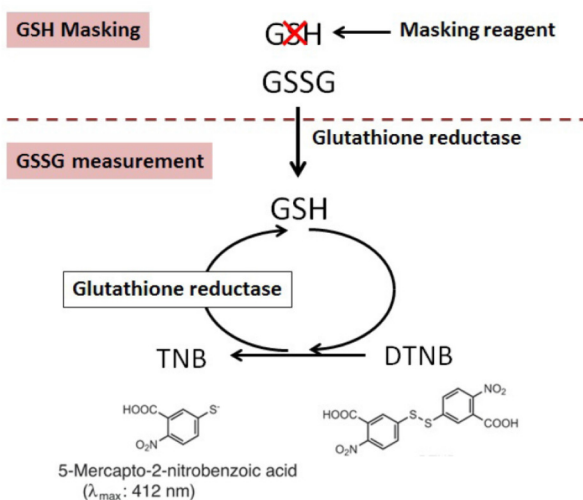 GSH Masking
GSH
Masking reagent
GSSG
Glutathione reductase
GSSG measurement
GSH
Glutathione reductase
TNB
DTNB
HOOC
S⁻
O₂N
HOOC
O₂N
S
S
NO₂
COOH
5-Mercapto-2-nitrobenzoic acid
(λmax: 412 nm)